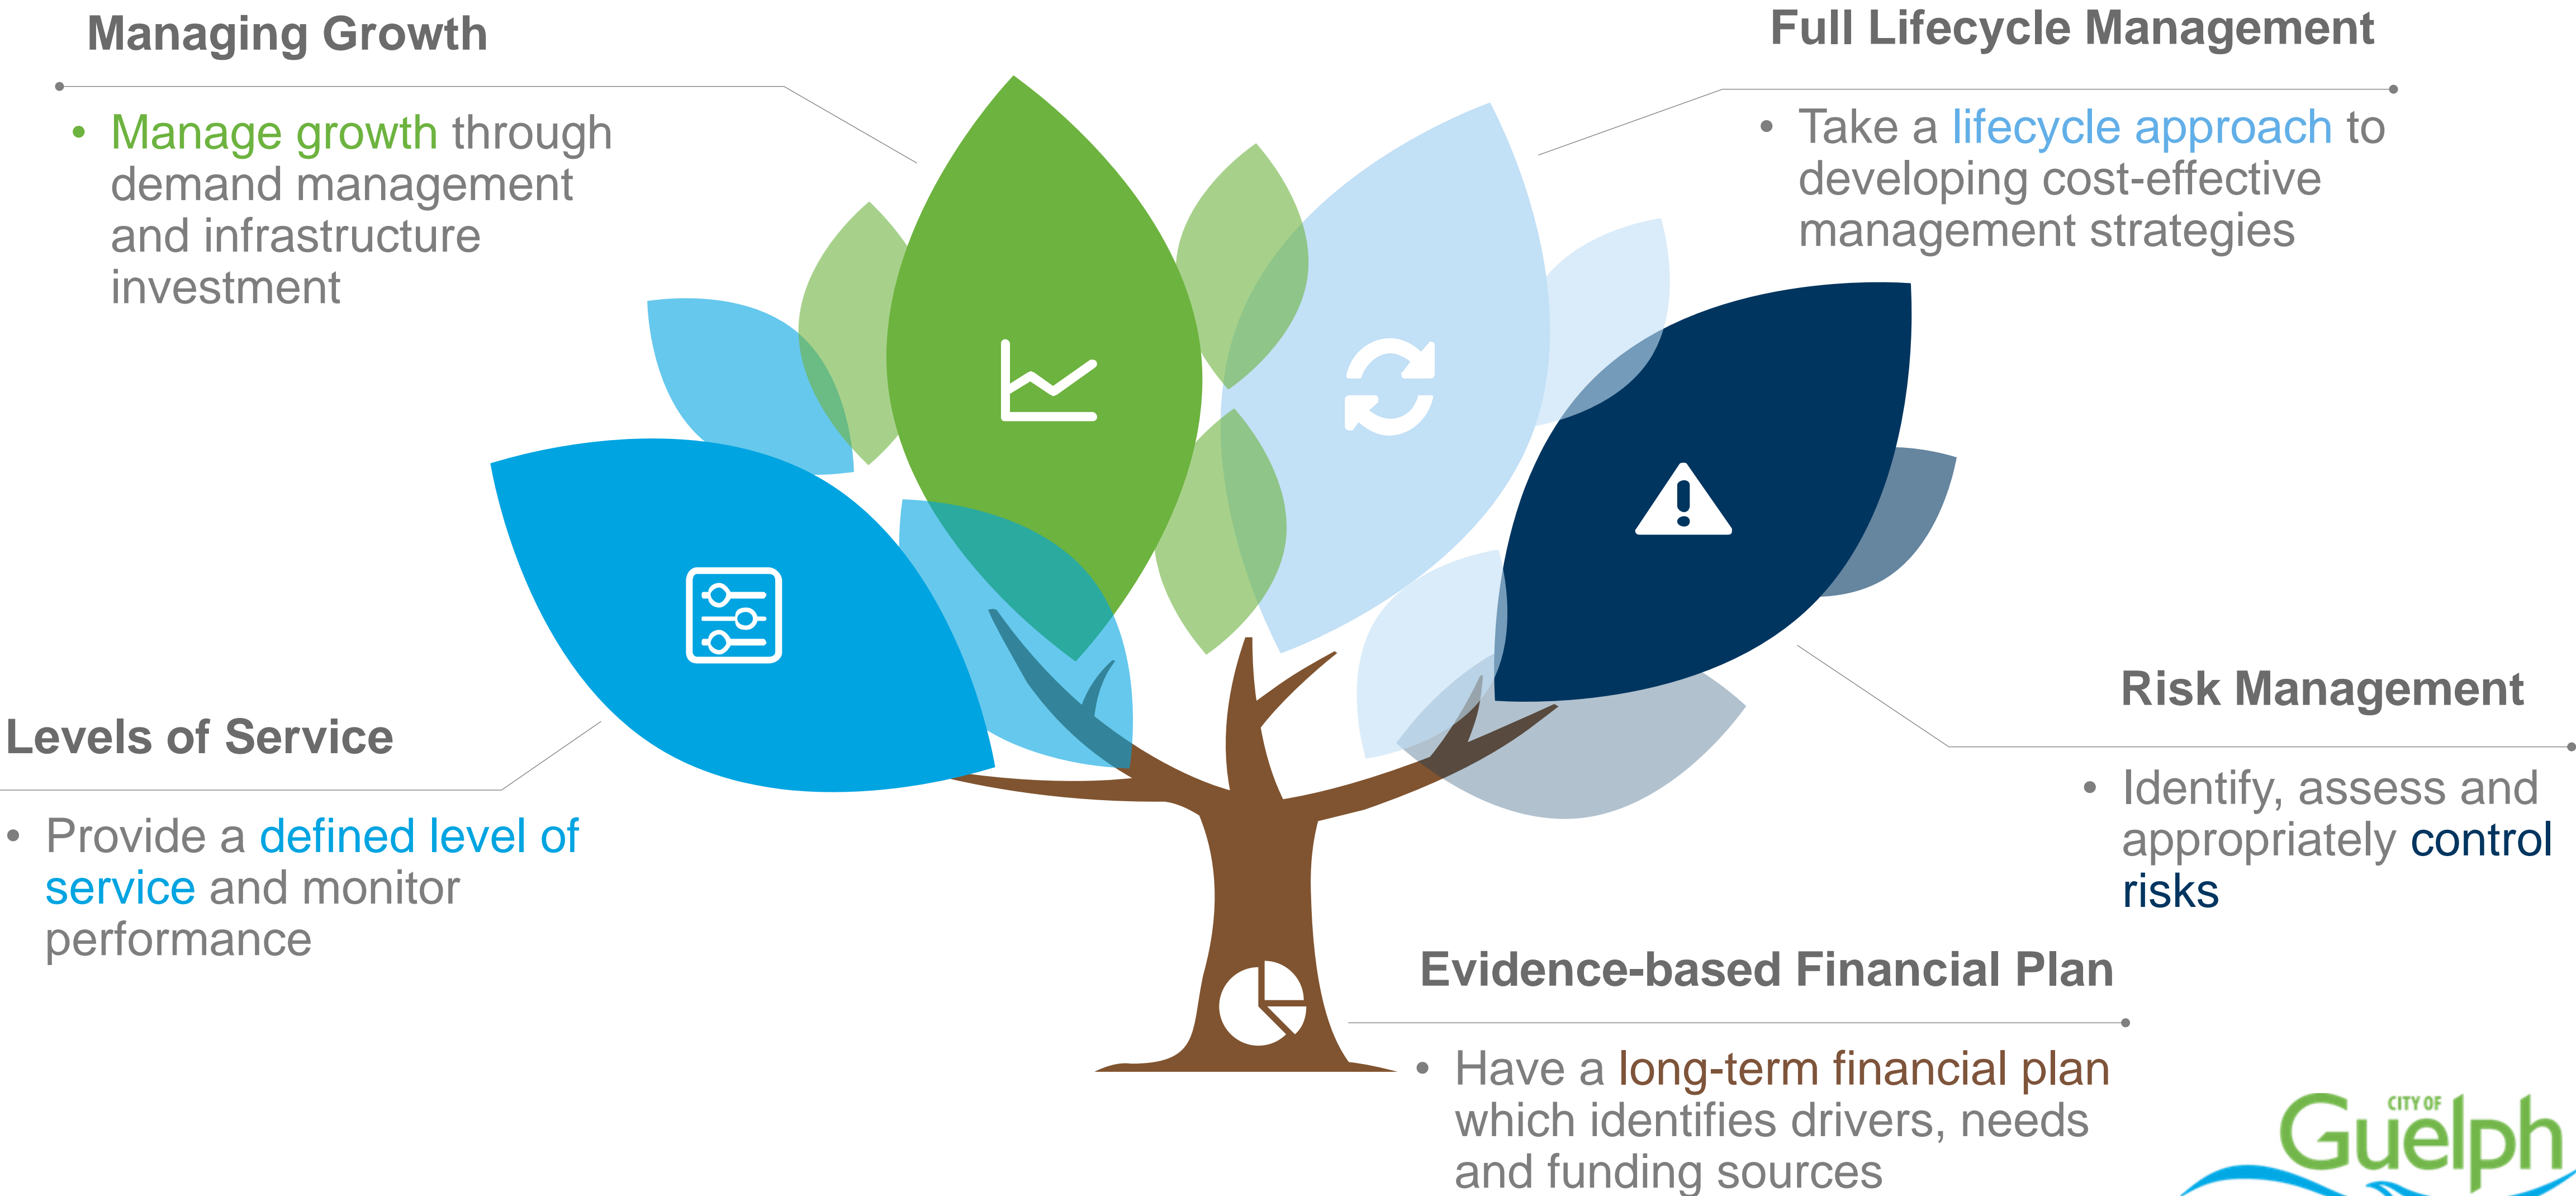 Managing Growth
• Manage growth through
demand management
and infrastructure
investment
Full Lifecycle Management
• Take a lifecycle approach to
developing cost-effective
management strategies
Levels of Service
• Provide a defined level of
service and monitor
performance
Risk Management
• Identify, assess and
appropriately control
risks
Evidence-based Financial Plan
• Have a long-term financial plan
which identifies drivers, needs
and funding sources
CITY OF
Guelph